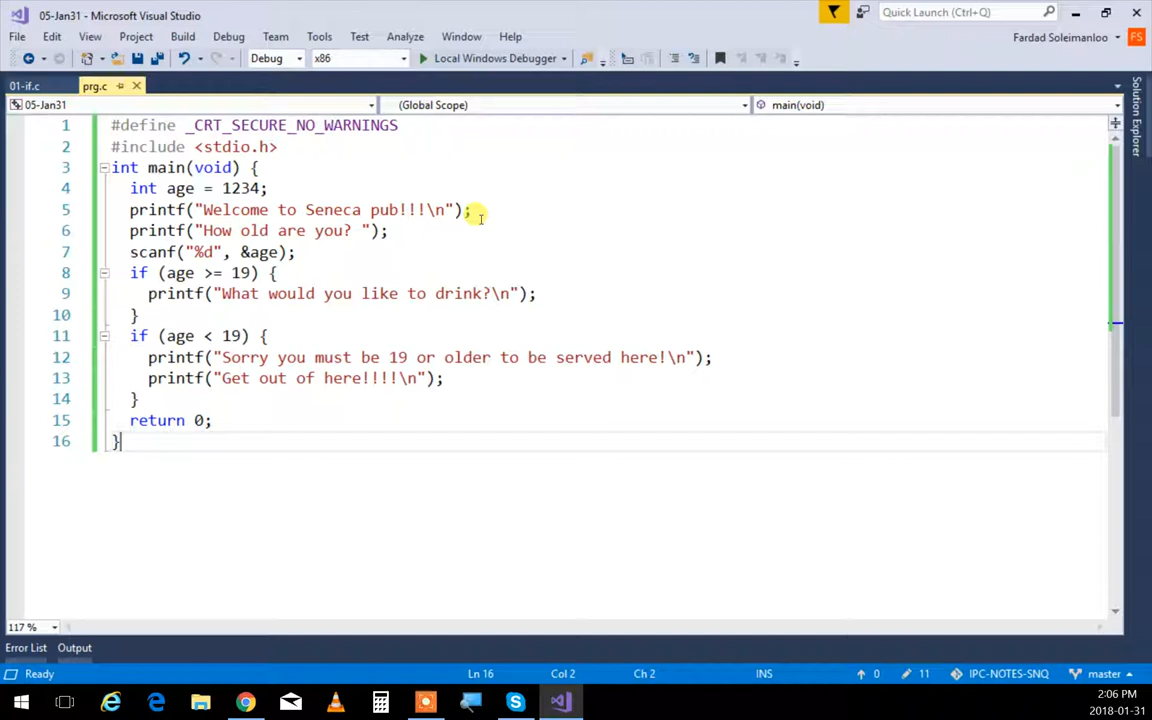 05-Jan31 - Microsoft Visual Studio
Quick Launch (Ctrl+Q)
File Edit View Project Build Debug Team Tools Test Analyze Window Help
Fardad Soleimanloo FS
Debug x86 Local Windows Debugger
01-if.c prg.c
05-Jan31 (Global Scope) main(void)
Solution Explorer
1 #define _CRT_SECURE_NO_WARNINGS
2 #include <stdio.h>
3 int main(void) {
4 int age = 1234;
5 printf("Welcome to Seneca pub!!!\n");
6 printf("How old are you? ");
7 scanf("%d", &age);
8 if (age >= 19) {
9 printf("What would you like to drink?\n");
10 }
11 if (age < 19) {
12 printf("Sorry you must be 19 or older to be served here!\n");
13 printf("Get out of here!!!!\n");
14 }
15 return 0;
16 }
117 %
Error List Output
Ready Ln 16 Col 2 Ch 2 INS 0 11 IPC-NOTES-SNQ master
2:06 PM
2018-01-31